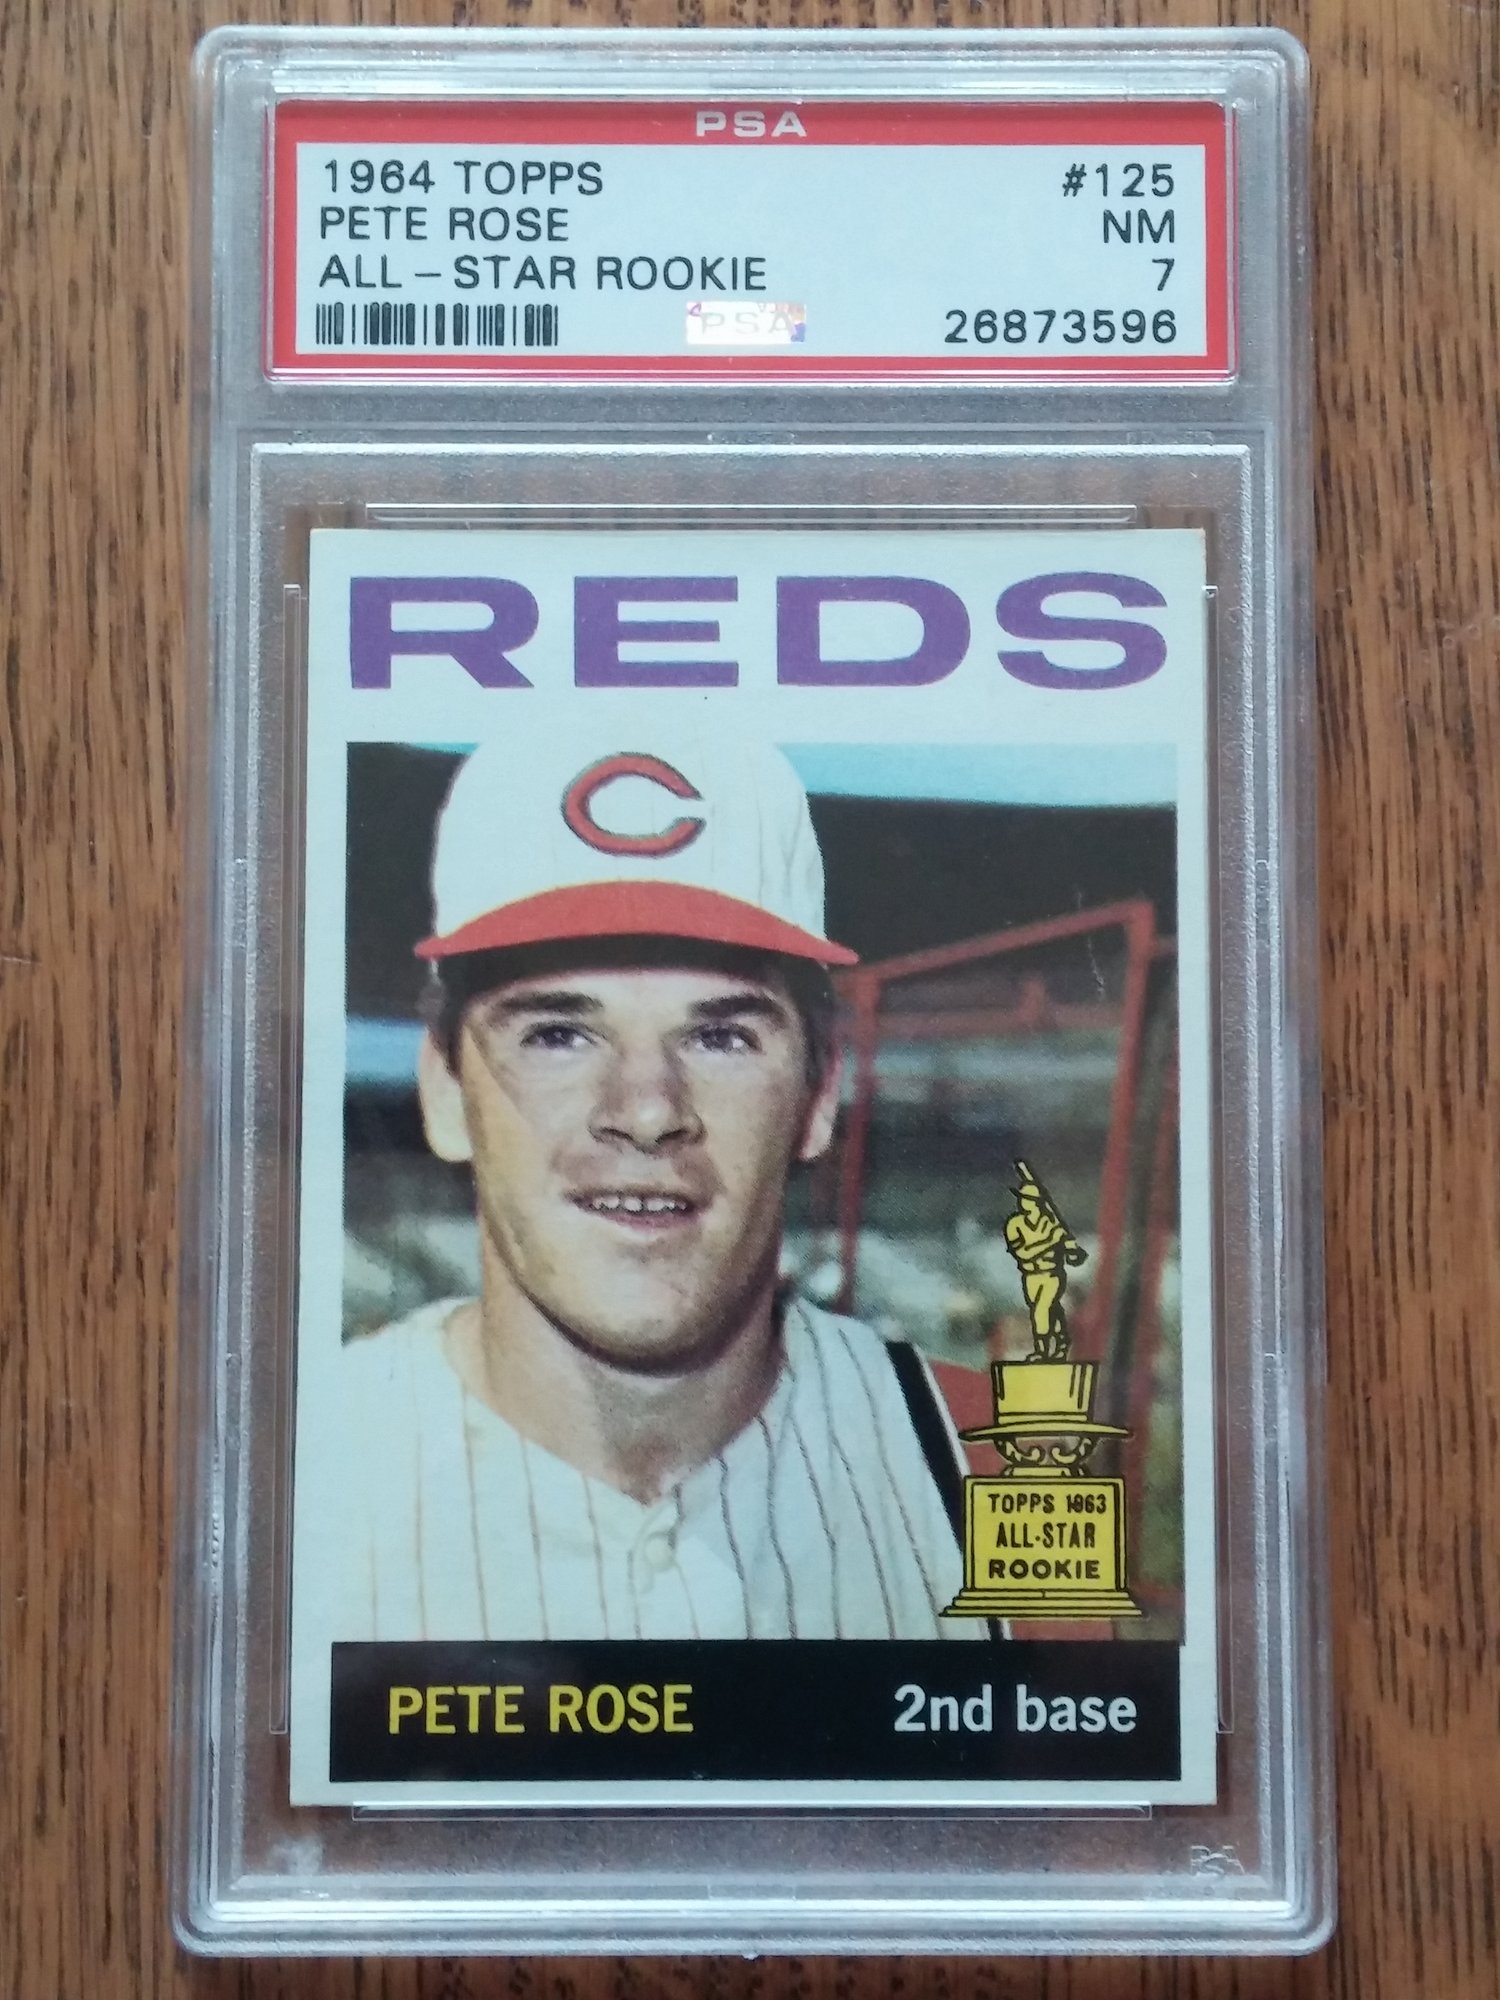 PSA
1964 TOPPS #125
PETE ROSE NM
ALL-STAR ROOKIE 7
PSA 26873596
REDS
C
TOPPS 1963
ALL-STAR
ROOKIE
PETE ROSE 2nd base
PSA